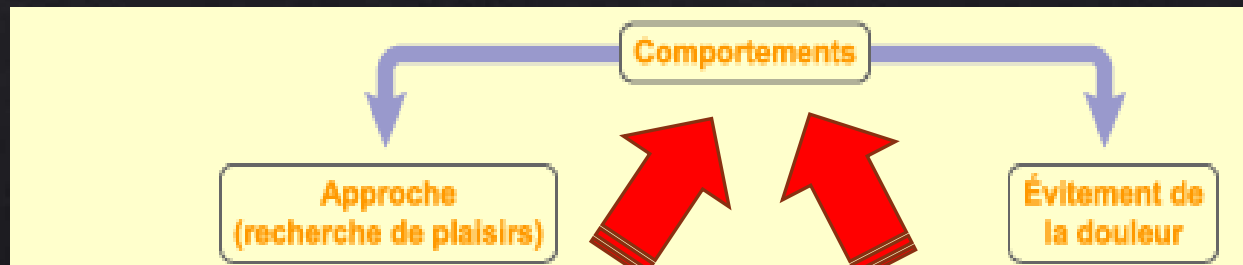 Comportements
Approche
(recherche de plaisirs)
Évitement de
la douleur